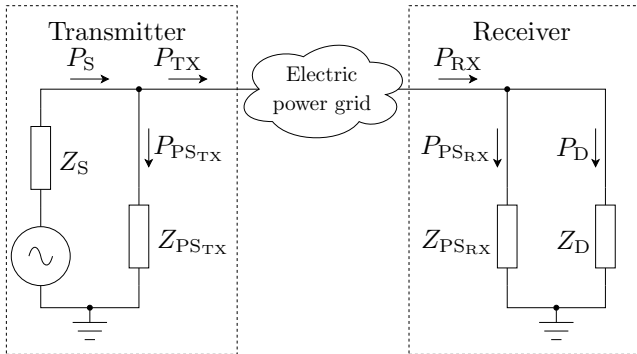 Transmitter
Receiver
P_S
P_TX
Electric
power grid
P_RX
P_PS_TX
P_PS_RX
P_D
Z_S
Z_PS_TX
Z_PS_RX
Z_D